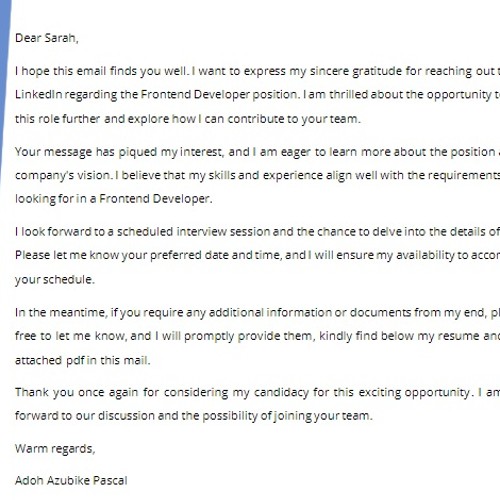 Dear Sarah,
I hope this email finds you well. I want to express my sincere gratitude for reaching out
LinkedIn regarding the Frontend Developer position. I am thrilled about the opportunity
this role further and explore how I can contribute to your team.
Your message has piqued my interest, and I am eager to learn more about the position
company's vision. I believe that my skills and experience align well with the requirements
looking for in a Frontend Developer.
I look forward to a scheduled interview session and the chance to delve into the details of
Please let me know your preferred date and time, and I will ensure my availability to
your schedule.
In the meantime, if you require any additional information or documents from my end,
free to let me know, and I will promptly provide them, kindly find below my resume and
attached pdf in this mail.
Thank you once again for considering my candidacy for this exciting opportunity. I am
forward to our discussion and the possibility of joining your team.
Warm regards,
Adoh Azubike Pascal